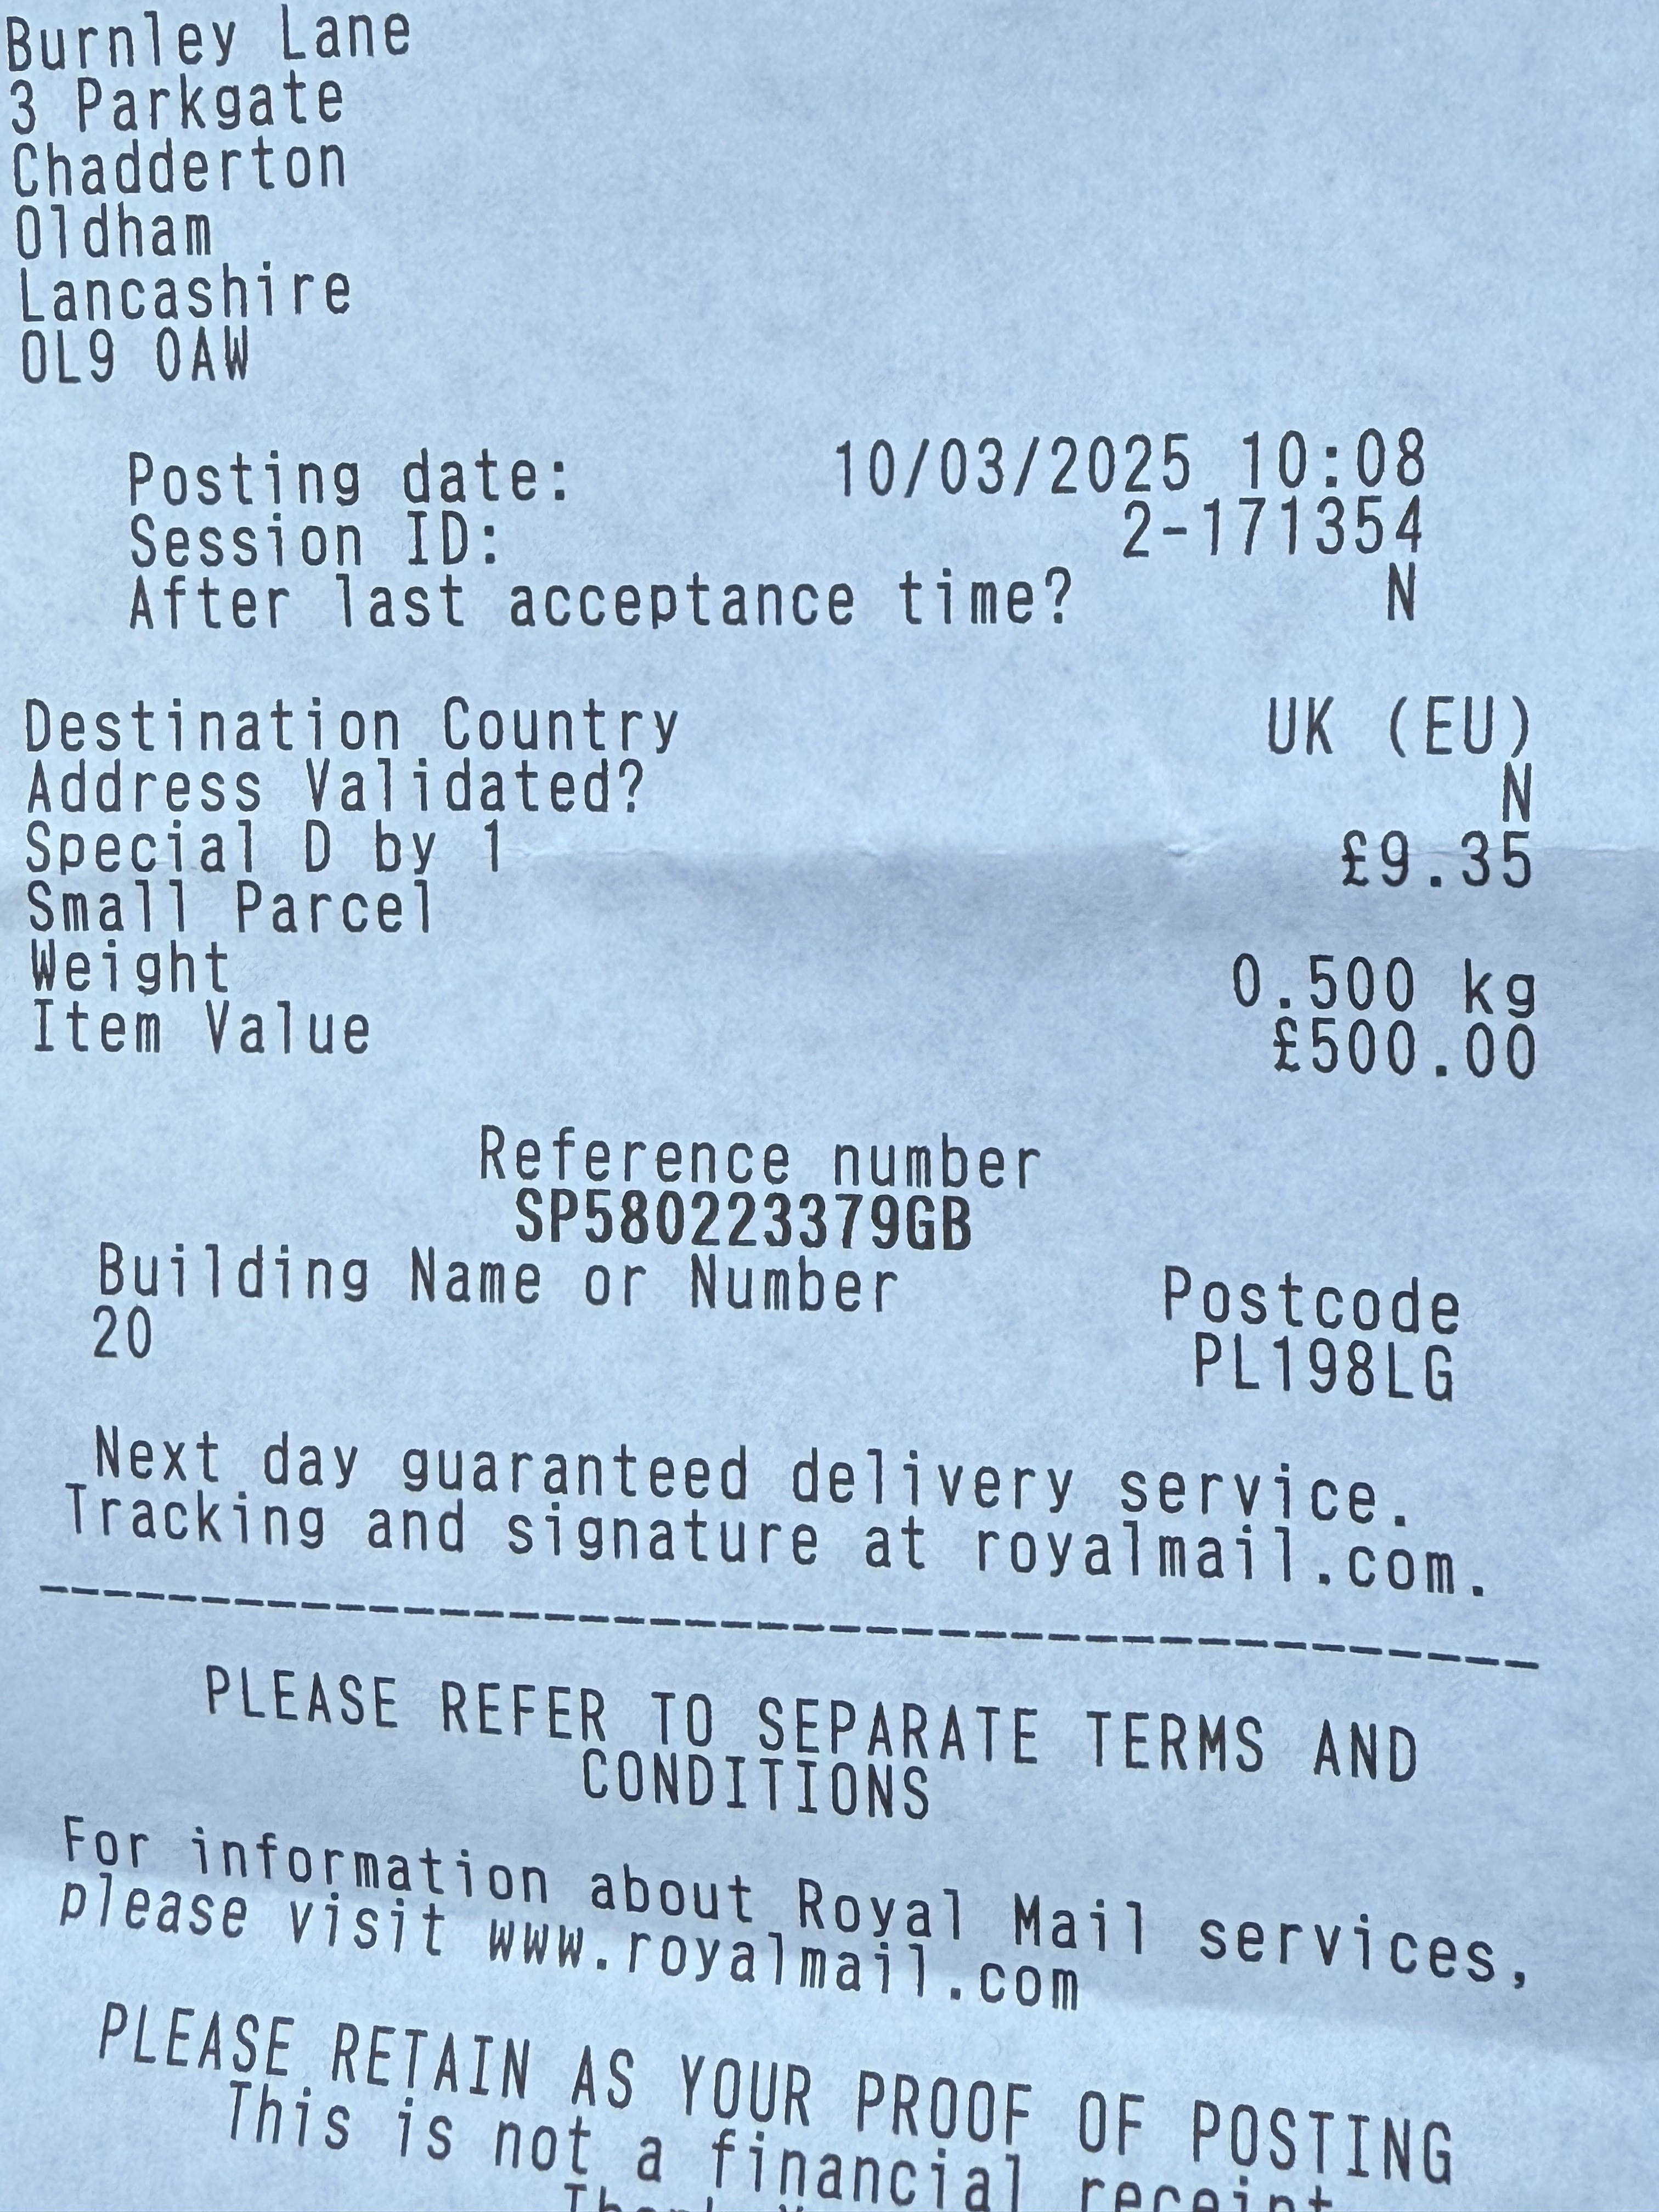 Burnley Lane
3 Parkgate
Chadderton
Oldham
Lancashire
OL9 0AW
Posting date: 10/03/2025 10:08
Session ID: 2-171354
After last acceptance time? N
Destination Country UK (EU)
Address Validated? N
Special D by 1 £9.35
Small Parcel
Weight 0.500 kg
Item Value £500.00
Reference number
SP580223379GB
Building Name or Number Postcode
20 PL198LG
Next day guaranteed delivery service.
Tracking and signature at royalmail.com.
--------------------------------------------
PLEASE REFER TO SEPARATE TERMS AND
CONDITIONS
For information about Royal Mail services,
please visit www.royalmail.com
PLEASE RETAIN AS YOUR PROOF OF POSTING
This is not a financial receipt